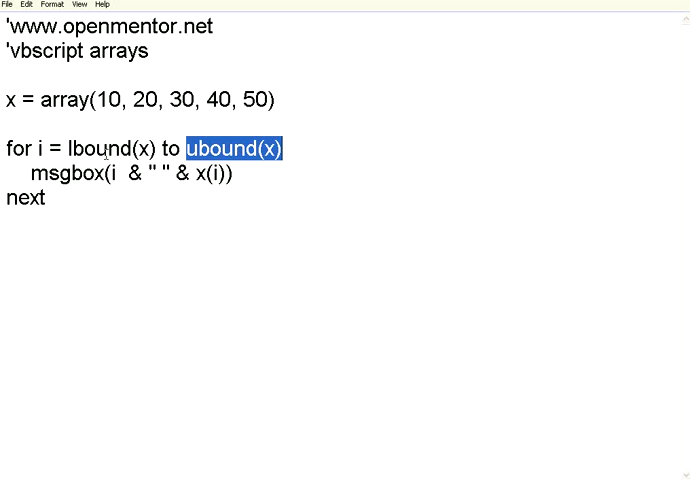 File Edit Format View Help
'www.openmentor.net
'vbscript arrays
x = array(10, 20, 30, 40, 50)
for i = lbound(x) to ubound(x)
msgbox(i & " " & x(i))
next